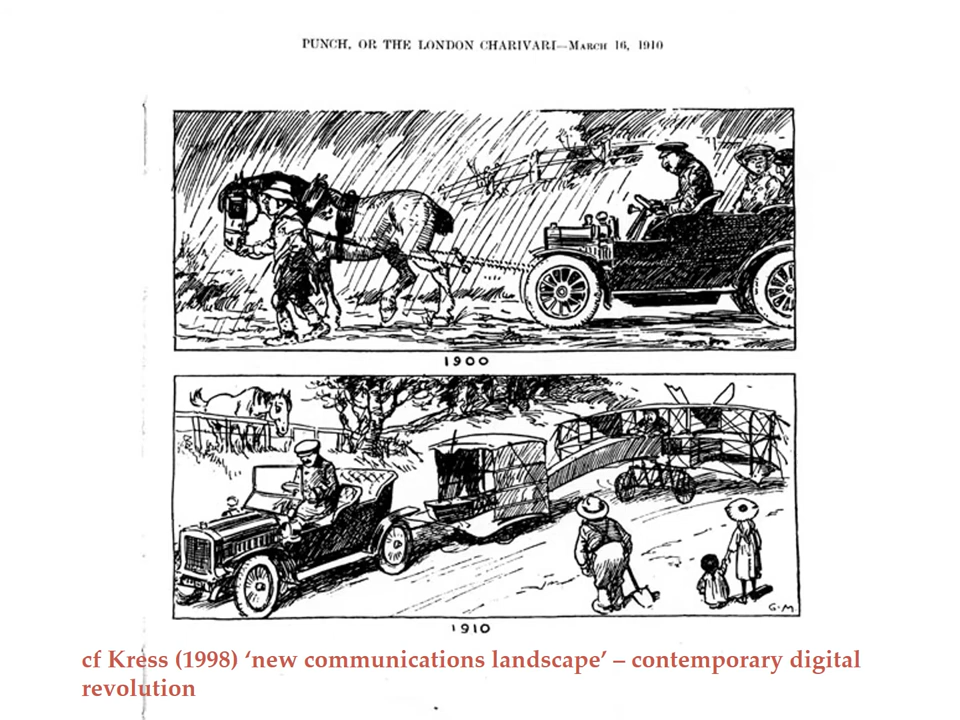 PUNCH, OR THE LONDON CHARIVARI—MARCH 16, 1910
1900
G.M
1910
cf Kress (1998) ‘new communications landscape’ – contemporary digital
revolution